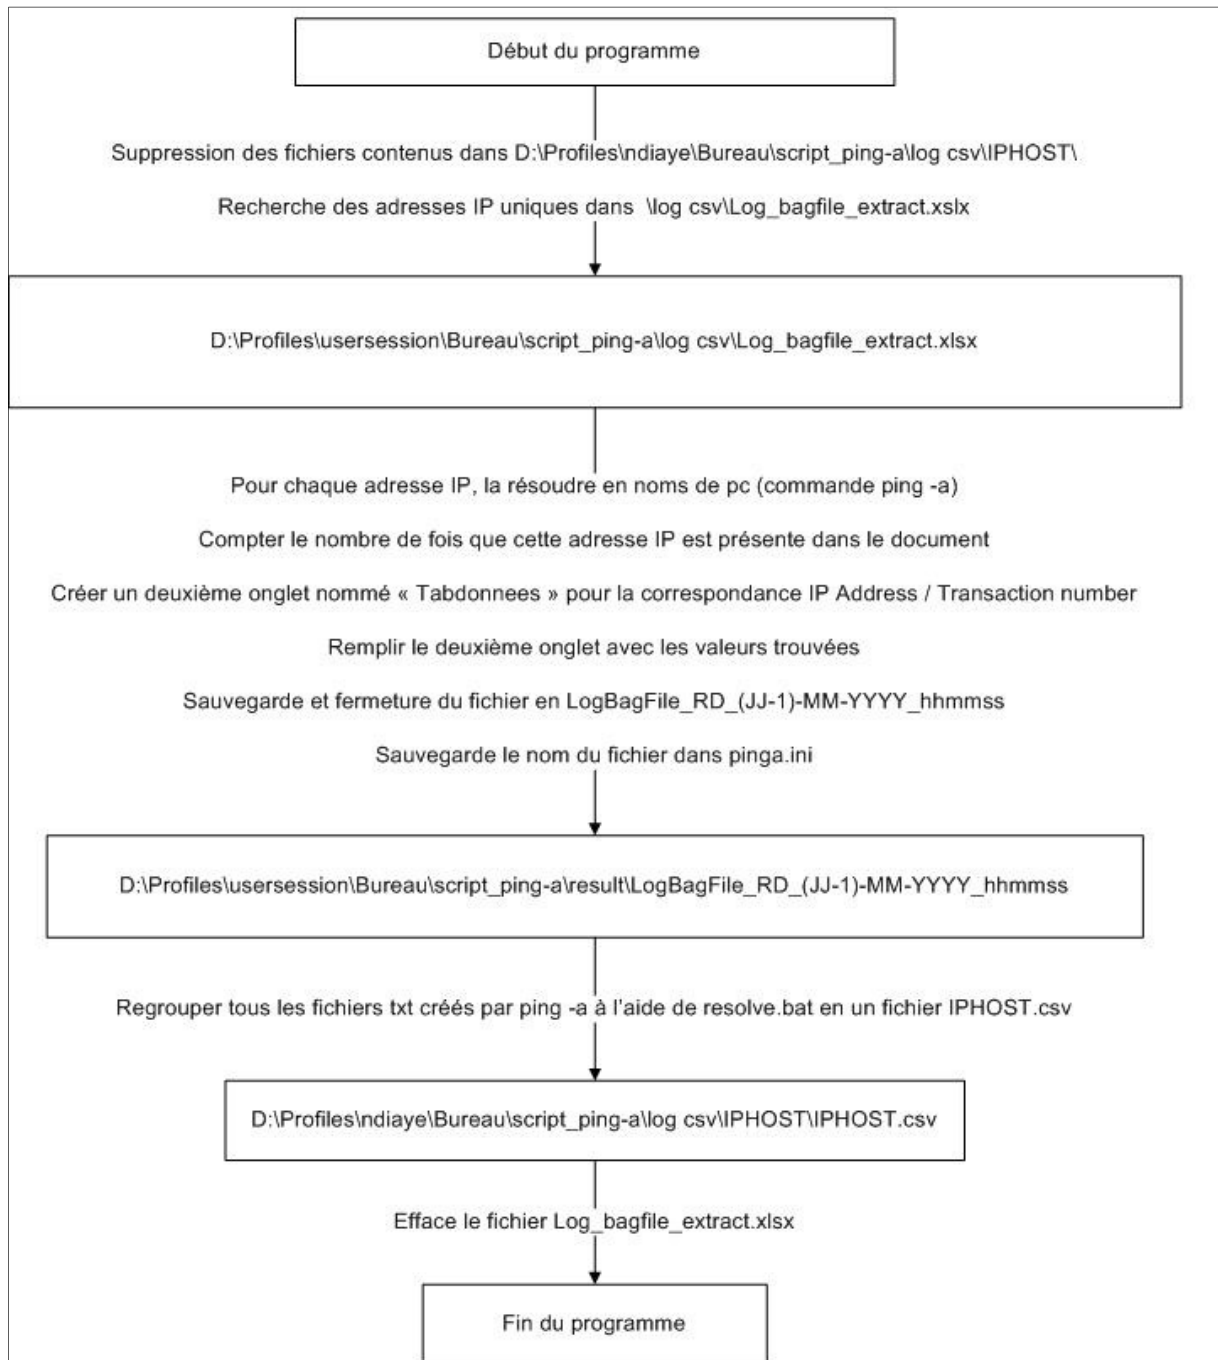 Début du programme
Suppression des fichiers contenus dans D:\Profiles\ndiaye\Bureau\script_ping-a\log csv\IPHOST\
Recherche des adresses IP uniques dans \log csv\Log_bagfile_extract.xslx
D:\Profiles\usersession\Bureau\script_ping-a\log csv\Log_bagfile_extract.xlsx
Pour chaque adresse IP, la résoudre en noms de pc (commande ping -a)
Compter le nombre de fois que cette adresse IP est présente dans le document
Créer un deuxième onglet nommé « Tabdonnees » pour la correspondance IP Address / Transaction number
Remplir le deuxième onglet avec les valeurs trouvées
Sauvegarde et fermeture du fichier en LogBagFile_RD_(JJ-1)-MM-YYYY_hhmmss
Sauvegarde le nom du fichier dans pinga.ini
D:\Profiles\usersession\Bureau\script_ping-a\result\LogBagFile_RD_(JJ-1)-MM-YYYY_hhmmss
Regrouper tous les fichiers txt créés par ping -a à l'aide de resolve.bat en un fichier IPHOST.csv
D:\Profiles\ndiaye\Bureau\script_ping-a\log csv\IPHOST\IPHOST.csv
Efface le fichier Log_bagfile_extract.xlsx
Fin du programme